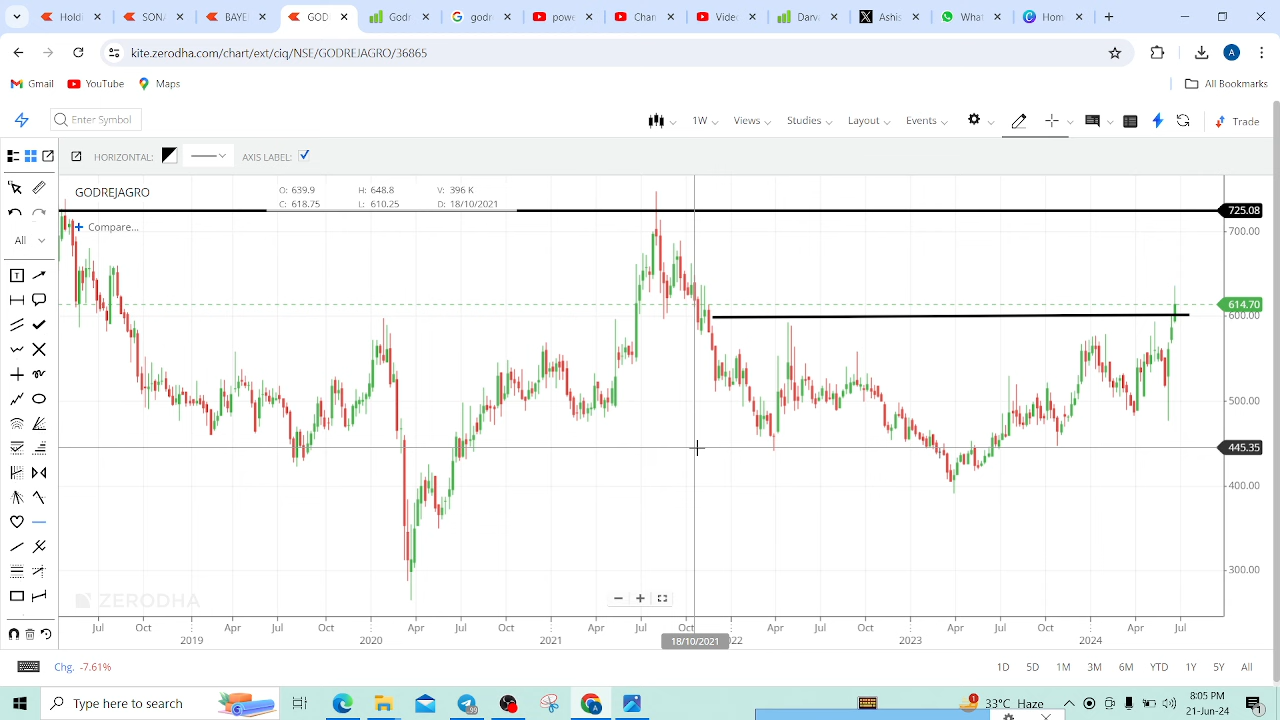 Holdi
BAYE
GOD
Godr
godr
powe
Char
Vide
Darv
Ashis
What
Hom
kite.zerodha.com/chart/ext/ciq/NSE/GODREJAGRO/36865
A
Gmail
YouTube
Maps
All Bookmarks
Enter Symbol
1W
Views
Studies
Layout
Events
Trade
HORIZONTAL:
AXIS LABEL:
GODREJAGRO
O: 639.9 H: 648.8 V: 396 K
C: 618.75 L: 610.25 D: 18/10/2021
Compare...
All
725.08
700.00
614.70
600.00
500.00
445.35
400.00
300.00
ZERODHA
Jul Oct Apr Jul Oct Apr Jul Oct Apr Jul Oct Apr Jul Oct Apr Jul Oct Apr Jul
2019 2020 2021 2023 2024
18/10/2021
Chg. -7.61%
1D 5D 1M 3M 6M YTD 1Y 5Y All
Type here to search
33°C Haze
8:05 PM
21-Jun-24